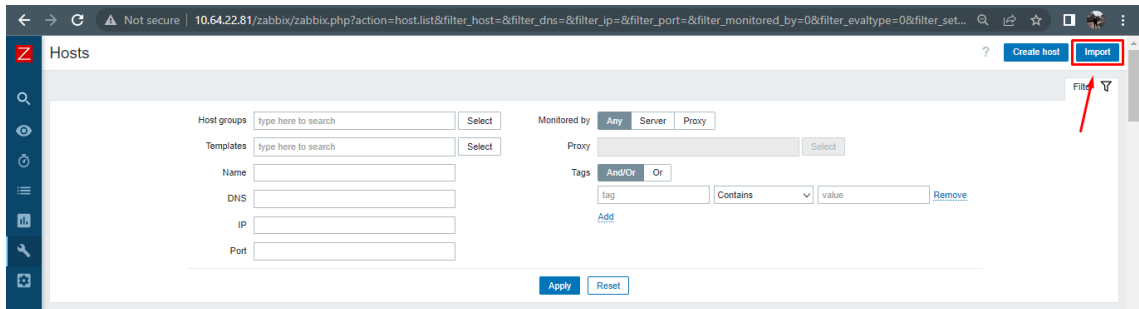 Not secure | 10.64.22.81/zabbix/zabbix.php?action=host.list&filter_host=&filter_dns=&filter_ip=&filter_port=&filter_monitored_by=0&filter_evaltype=0&filter_set...
Z Hosts ? Create host Import
Filter
Host groups type here to search Select Monitored by Any Server Proxy
Templates type here to search Select Proxy Select
Name Tags And/Or Or
DNS tag Contains value Remove
IP Add
Port
Apply Reset